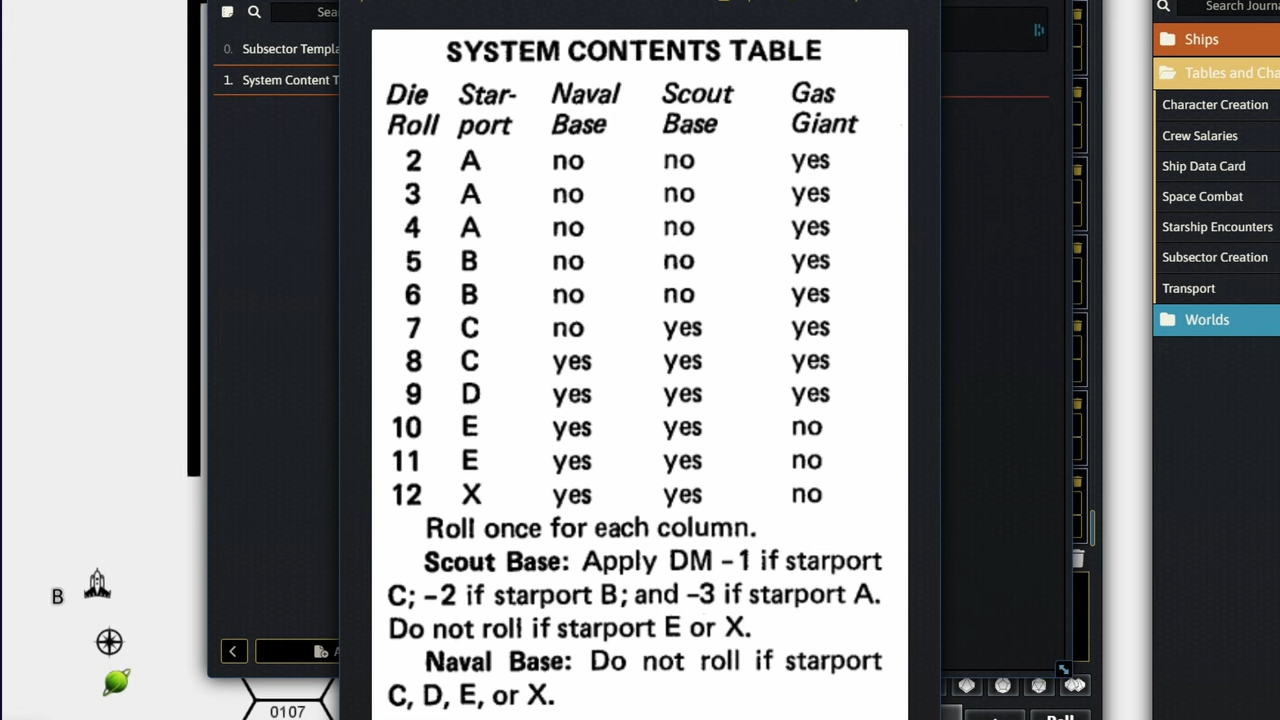 Sea
0. Subsector Templa
1. System Content T
SYSTEM CONTENTS TABLE
Die Star- Naval Scout Gas
Roll port Base Base Giant
2 A no no yes
3 A no no yes
4 A no no yes
5 B no no yes
6 B no no yes
7 C no yes yes
8 C yes yes yes
9 D yes yes yes
10 E yes yes no
11 E yes yes no
12 X yes yes no
Roll once for each column.
Scout Base: Apply DM –1 if starport
C; –2 if starport B; and –3 if starport A.
Do not roll if starport E or X.
Naval Base: Do not roll if starport
C, D, E, or X.
Search Journa
Ships
Tables and Cha
Character Creation
Crew Salaries
Ship Data Card
Space Combat
Starship Encounters
Subsector Creation
Transport
Worlds
B
A
0107